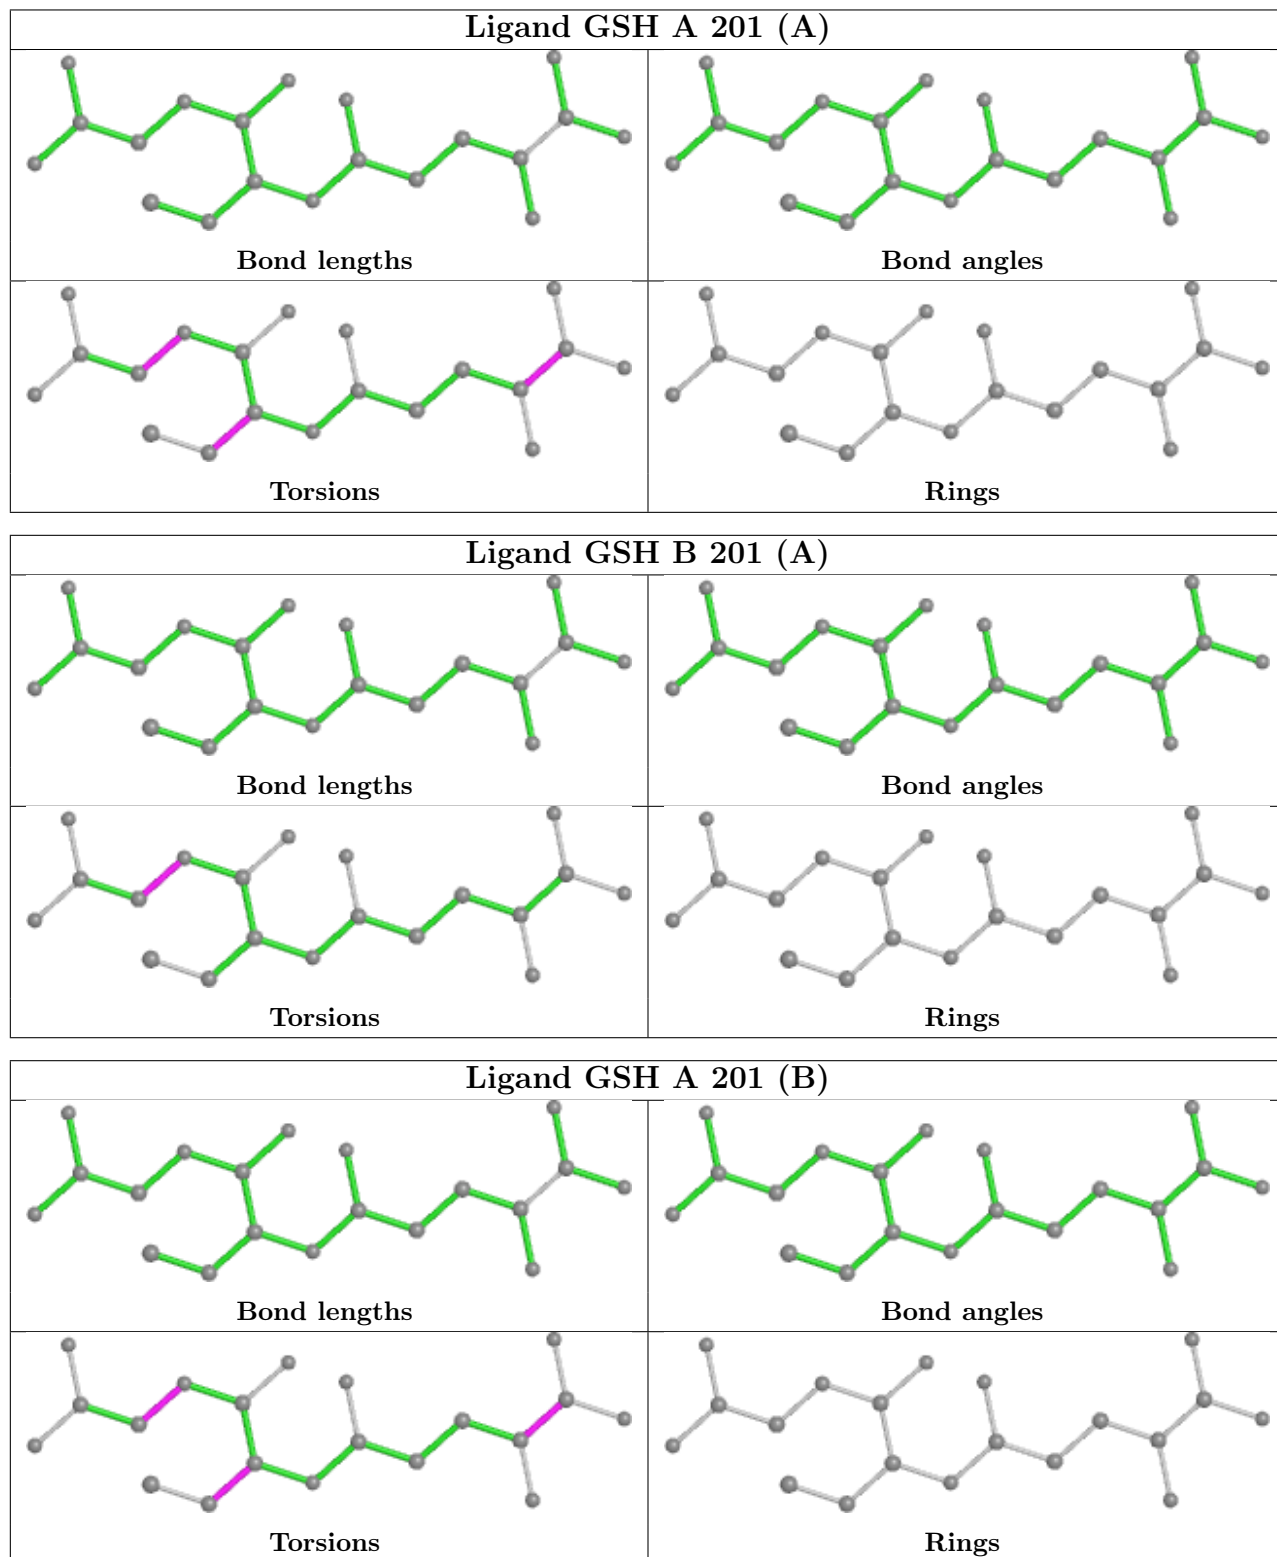 Ligand GSH A 201 (A)
Bond lengths
Bond angles
Torsions
Rings
Ligand GSH B 201 (A)
Bond lengths
Bond angles
Torsions
Rings
Ligand GSH A 201 (B)
Bond lengths
Bond angles
Torsions
Rings